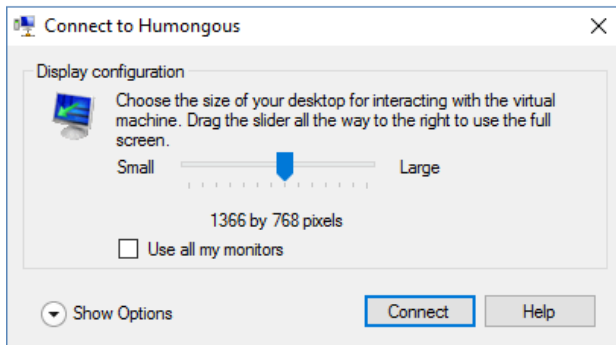 Connect to Humongous
Display configuration
Choose the size of your desktop for interacting with the virtual
machine. Drag the slider all the way to the right to use the full
screen.
Small Large
1366 by 768 pixels
Use all my monitors
Show Options Connect Help